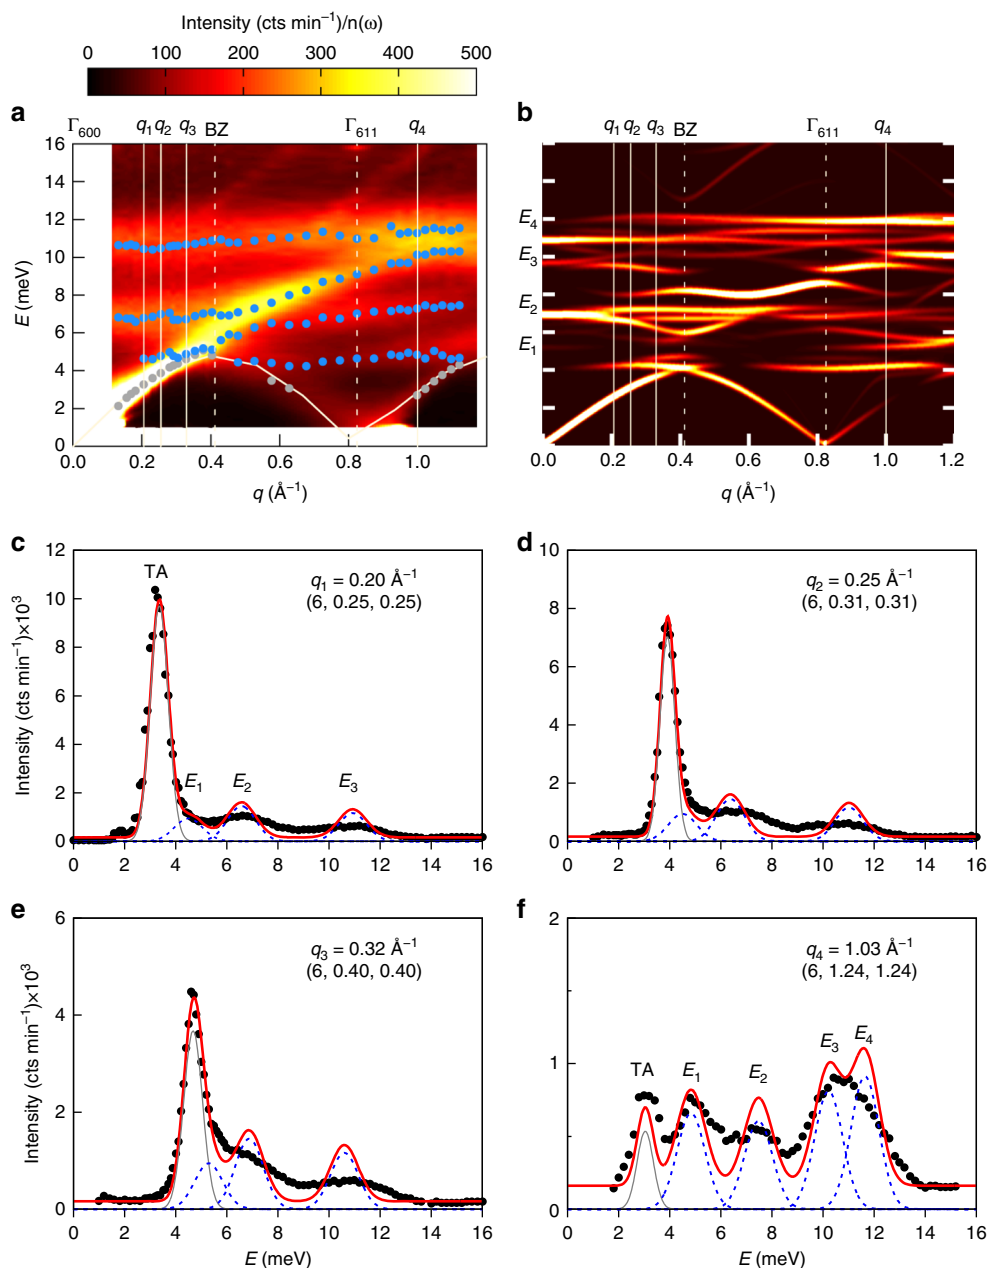 Intensity (cts min⁻¹)/n(ω)
0 100 200 300 400 500
a
Γ₆₀₀ q₁ q₂ q₃ BZ Γ₆₁₁ q₄
16
14
12
10
8
6
4
2
0
E (meV)
0.0 0.2 0.4 0.6 0.8 1.0
q (Å⁻¹)
b
q₁ q₂ q₃ BZ Γ₆₁₁ q₄
E₄
E₃
E₂
E₁
0.0 0.2 0.4 0.6 0.8 1.0 1.2
q (Å⁻¹)
c
12
10
8
6
4
2
0
Intensity (cts min⁻¹)×10³
TA
q₁ = 0.20 Å⁻¹
(6, 0.25, 0.25)
E₁ E₂ E₃
0 2 4 6 8 10 12 14 16
d
10
8
6
4
2
0
q₂ = 0.25 Å⁻¹
(6, 0.31, 0.31)
0 2 4 6 8 10 12 14 16
e
6
4
2
0
Intensity (cts min⁻¹)×10³
q₃ = 0.32 Å⁻¹
(6, 0.40, 0.40)
0 2 4 6 8 10 12 14 16
E (meV)
f
2
1
0
q₄ = 1.03 Å⁻¹
(6, 1.24, 1.24)
TA E₁ E₂ E₃ E₄
0 2 4 6 8 10 12 14 16
E (meV)